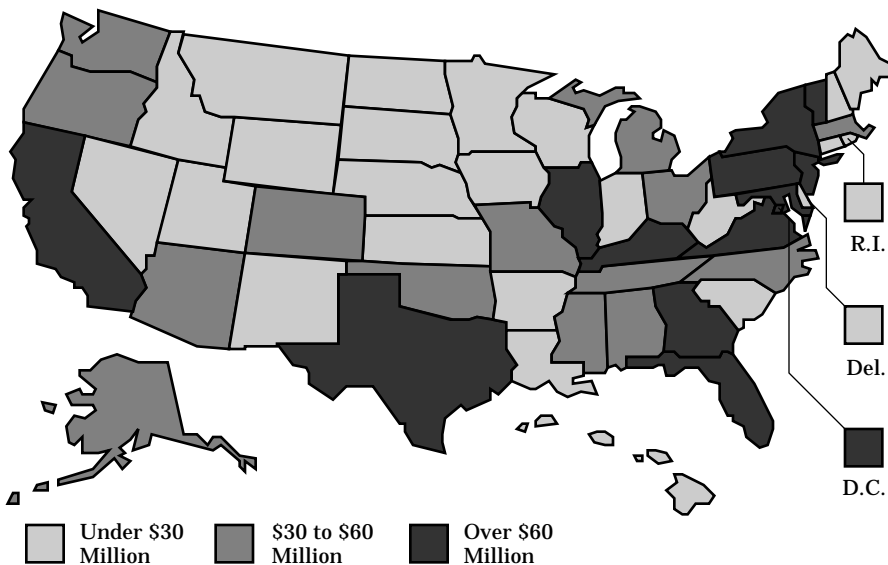 R.I.
Del.
D.C.
Under $30
Million
$30 to $60
Million
Over $60
Million